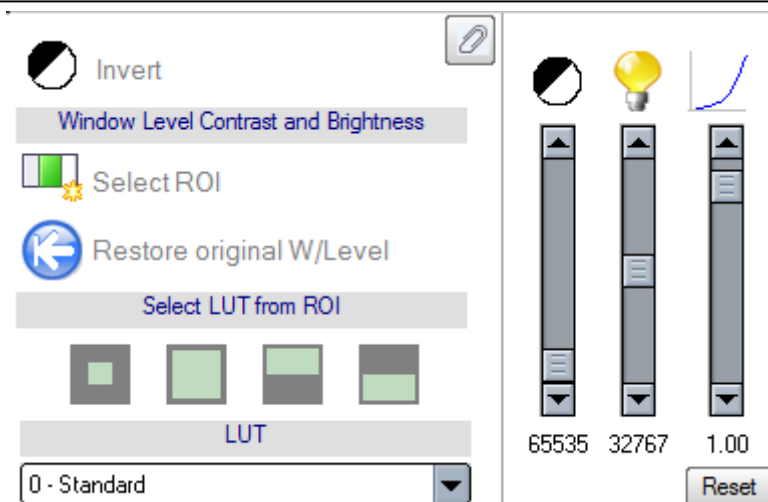 Invert
Window Level Contrast and Brightness
Select ROI
Restore original W/Level
Select LUT from ROI
LUT
0 - Standard
65535 32767 1.00
Reset